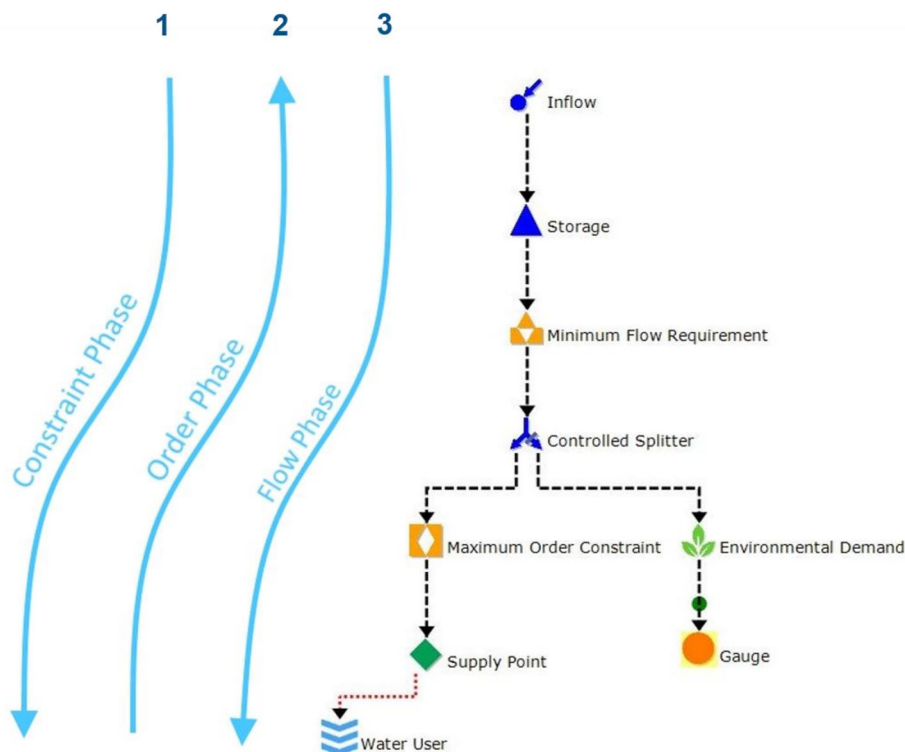 1
2
3
Constraint Phase
Order Phase
Flow Phase
Inflow
Storage
Minimum Flow Requirement
Controlled Splitter
Maximum Order Constraint
Environmental Demand
Supply Point
Gauge
Water User